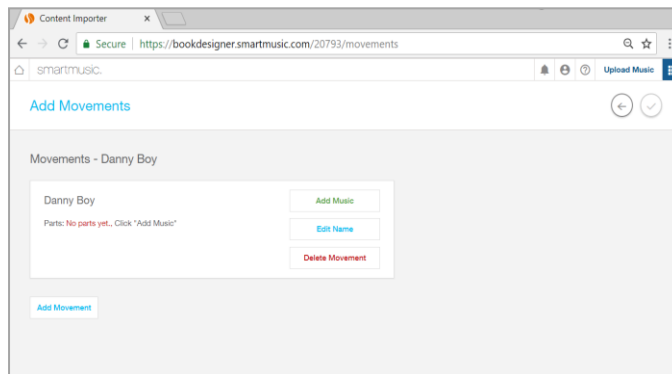 Content Importer
Secure https://bookdesigner.smartmusic.com/20793/movements
smartmusic. Upload Music
Add Movements
Movements - Danny Boy
Danny Boy
Add Music
Parts: No parts yet., Click "Add Music"
Edit Name
Delete Movement
Add Movement